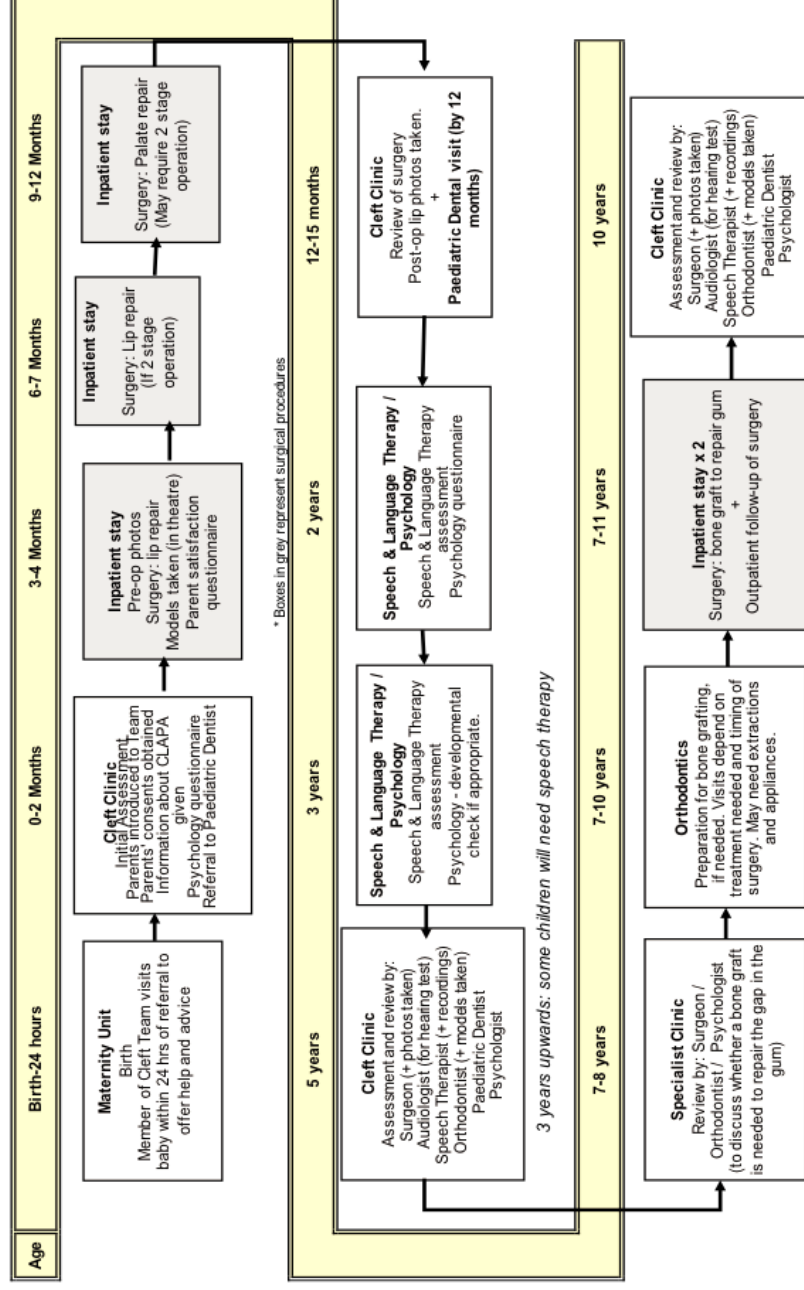 Age
Birth-24 hours
0-2 Months
3-4 Months
6-7 Months
9-12 Months
Maternity Unit
Birth
Member of Cleft Team visits
baby within 24 hrs of referral to
offer help and advice
Cleft Clinic
Initial Assessment
Parents introduced to Team
Parents' consents obtained
Information about CLAPA
given
Psychology questionnaire
Referral to Paediatric Dentist
Inpatient stay
Pre-op photos
Surgery: lip repair
Models taken (in theatre)
Parent satisfaction
questionnaire
Inpatient stay
Surgery: Lip repair
(If 2 stage
operation)
Inpatient stay
Surgery: Palate repair
(May require 2 stage
operation)
* Boxes in grey represent surgical procedures
5 years
3 years
2 years
12-15 months
Cleft Clinic
Assessment and review by:
Surgeon (+ photos taken)
Audiologist (for hearing test)
Speech Therapist (+ recordings)
Orthodontist (+ models taken)
Paediatric Dentist
Psychologist
Speech & Language Therapy /
Psychology
Speech & Language Therapy
assessment
Psychology - developmental
check if appropriate.
Speech & Language Therapy /
Psychology
Speech & Language Therapy
assessment
Psychology questionnaire
Cleft Clinic
Review of surgery
Post-op lip photos taken.
+
Paediatric Dental visit (by 12
months)
3 years upwards: some children will need speech therapy
7-8 years
7-10 years
7-11 years
10 years
Specialist Clinic
Review by: Surgeon /
Orthodontist / Psychologist
(to discuss whether a bone graft
is needed to repair the gap in the
gum)
Orthodontics
Preparation for bone grafting,
if needed. Visits depend on
treatment needed and timing of
surgery. May need extractions
and appliances.
Inpatient stay x 2
Surgery: bone graft to repair gum
+
Outpatient follow-up of surgery
Cleft Clinic
Assessment and review by:
Surgeon (+ photos taken)
Audiologist (for hearing test)
Speech Therapist (+ recordings)
Orthodontist (+ models taken)
Paediatric Dentist
Psychologist